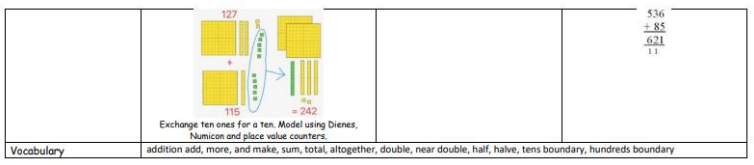 127
+
115
= 242
Exchange ten ones for a ten. Model using Dienes,
Numicon and place value counters.
536
+ 85
621
1 1
Vocabulary
addition add, more, and make, sum, total, altogether, double, near double, half, halve, tens boundary, hundreds boundary